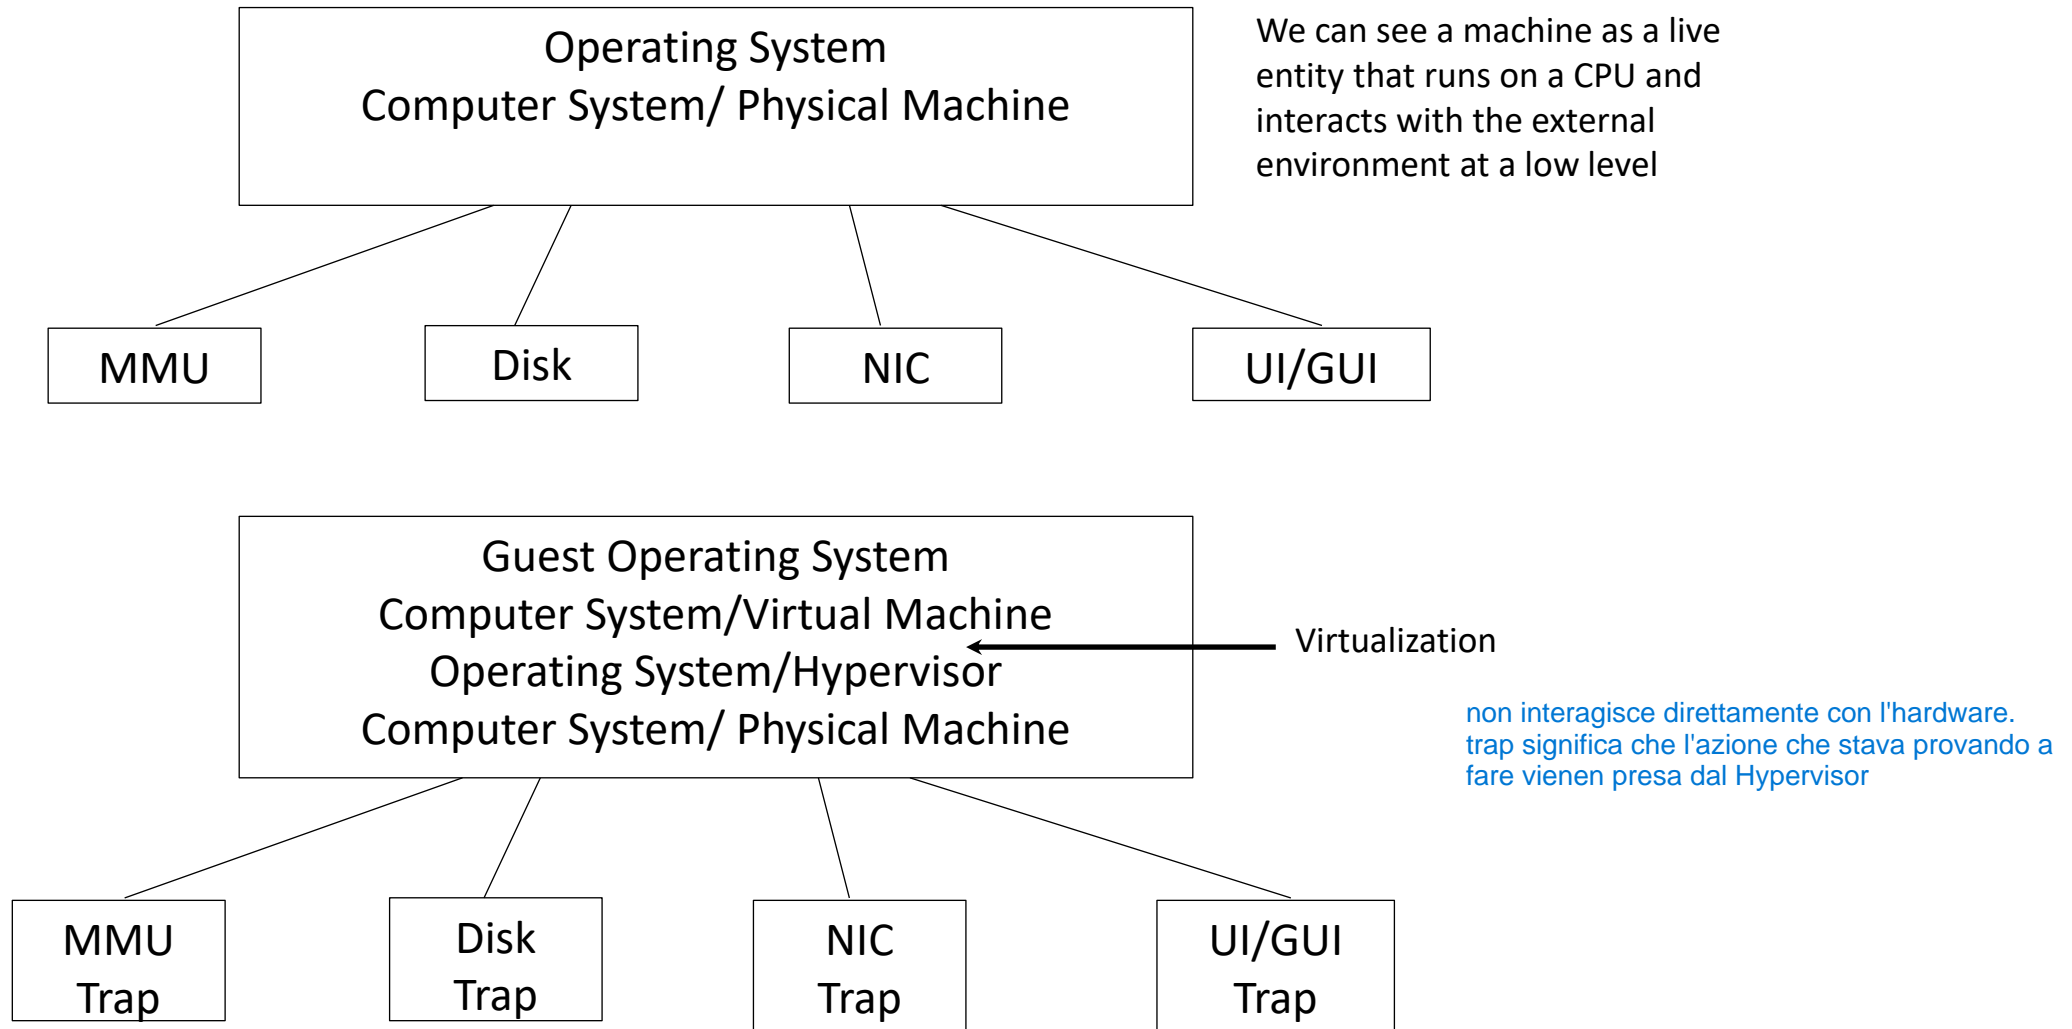 Operating System
Computer System/ Physical Machine
We can see a machine as a live
entity that runs on a CPU and
interacts with the external
environment at a low level
MMU
Disk
NIC
UI/GUI
Guest Operating System
Computer System/Virtual Machine
Operating System/Hypervisor
Computer System/ Physical Machine
Virtualization
non interagisce direttamente con l'hardware.
trap significa che l'azione che stava provando a
fare vienen presa dal Hypervisor
MMU
Trap
Disk
Trap
NIC
Trap
UI/GUI
Trap